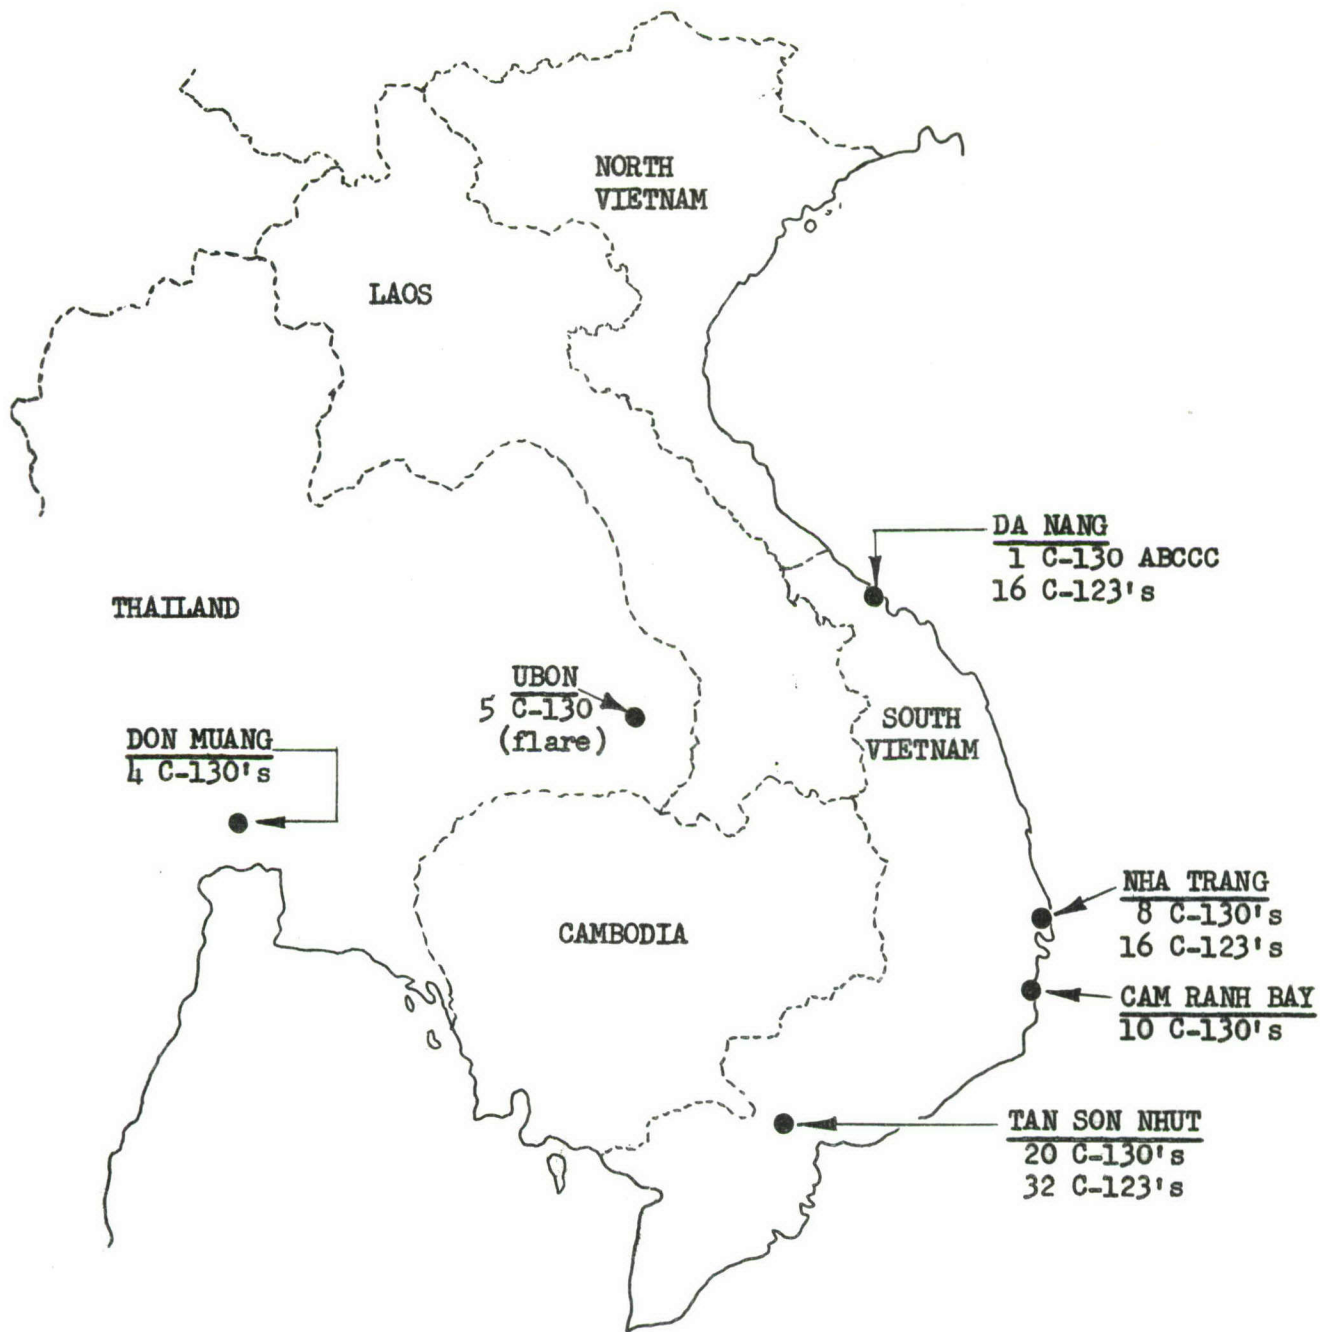 NORTH
VIETNAM
LAOS
DA NANG
1 C-130 ABCCC
16 C-123's
THAILAND
UBON
5 C-130
(flare)
SOUTH
VIETNAM
DON MUANG
4 C-130's
NHA TRANG
8 C-130's
16 C-123's
CAMBODIA
CAM RANH BAY
10 C-130's
TAN SON NHUT
20 C-130's
32 C-123's